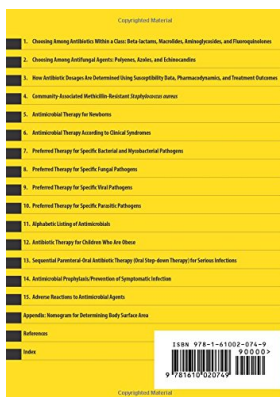 Copyrighted Material
1. Choosing Among Antibiotics Within a Class: Beta-lactams, Macrolides, Aminoglycosides, and Fluoroquinolones
2. Choosing Among Antifungal Agents: Polyenes, Azoles, and Echinocandins
3. How Antibiotic Dosages Are Determined Using Susceptibility Data, Pharmacodynamics, and Treatment Outcomes
4. Community-Associated Methicillin-Resistant Staphylococcus aureus
5. Antimicrobial Therapy for Newborns
6. Antimicrobial Therapy According to Clinical Syndromes
7. Preferred Therapy for Specific Bacterial and Mycobacterial Pathogens
8. Preferred Therapy for Specific Fungal Pathogens
9. Preferred Therapy for Specific Viral Pathogens
10. Preferred Therapy for Specific Parasitic Pathogens
11. Alphabetic Listing of Antimicrobials
12. Antibiotic Therapy for Children Who Are Obese
13. Sequential Parenteral-Oral Antibiotic Therapy (Oral Step-down Therapy) for Serious Infections
14. Antimicrobial Prophylaxis/Prevention of Symptomatic Infection
15. Adverse Reactions to Antimicrobial Agents
Appendix: Nomogram for Determining Body Surface Area
References
Index
ISBN 978-1-61002-074-9
90000>
9 781610 020749
Copyrighted Material